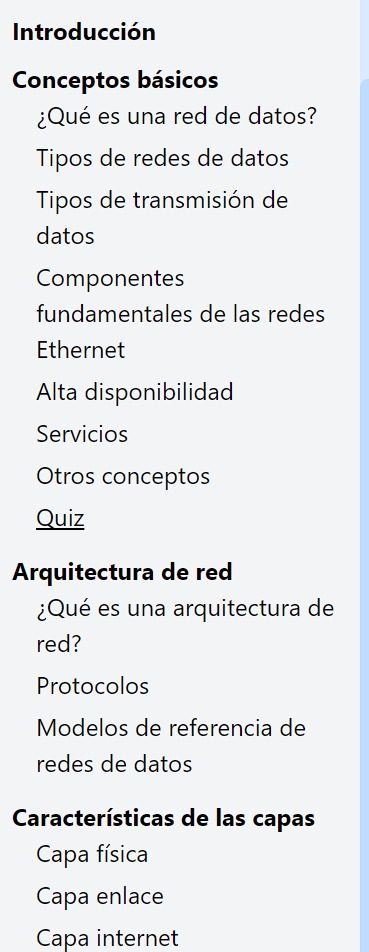 Introducción
Conceptos básicos
¿Qué es una red de datos?
Tipos de redes de datos
Tipos de transmisión de
datos
Componentes
fundamentales de las redes
Ethernet
Alta disponibilidad
Servicios
Otros conceptos
Quiz
Arquitectura de red
¿Qué es una arquitectura de
red?
Protocolos
Modelos de referencia de
redes de datos
Características de las capas
Capa física
Capa enlace
Capa internet